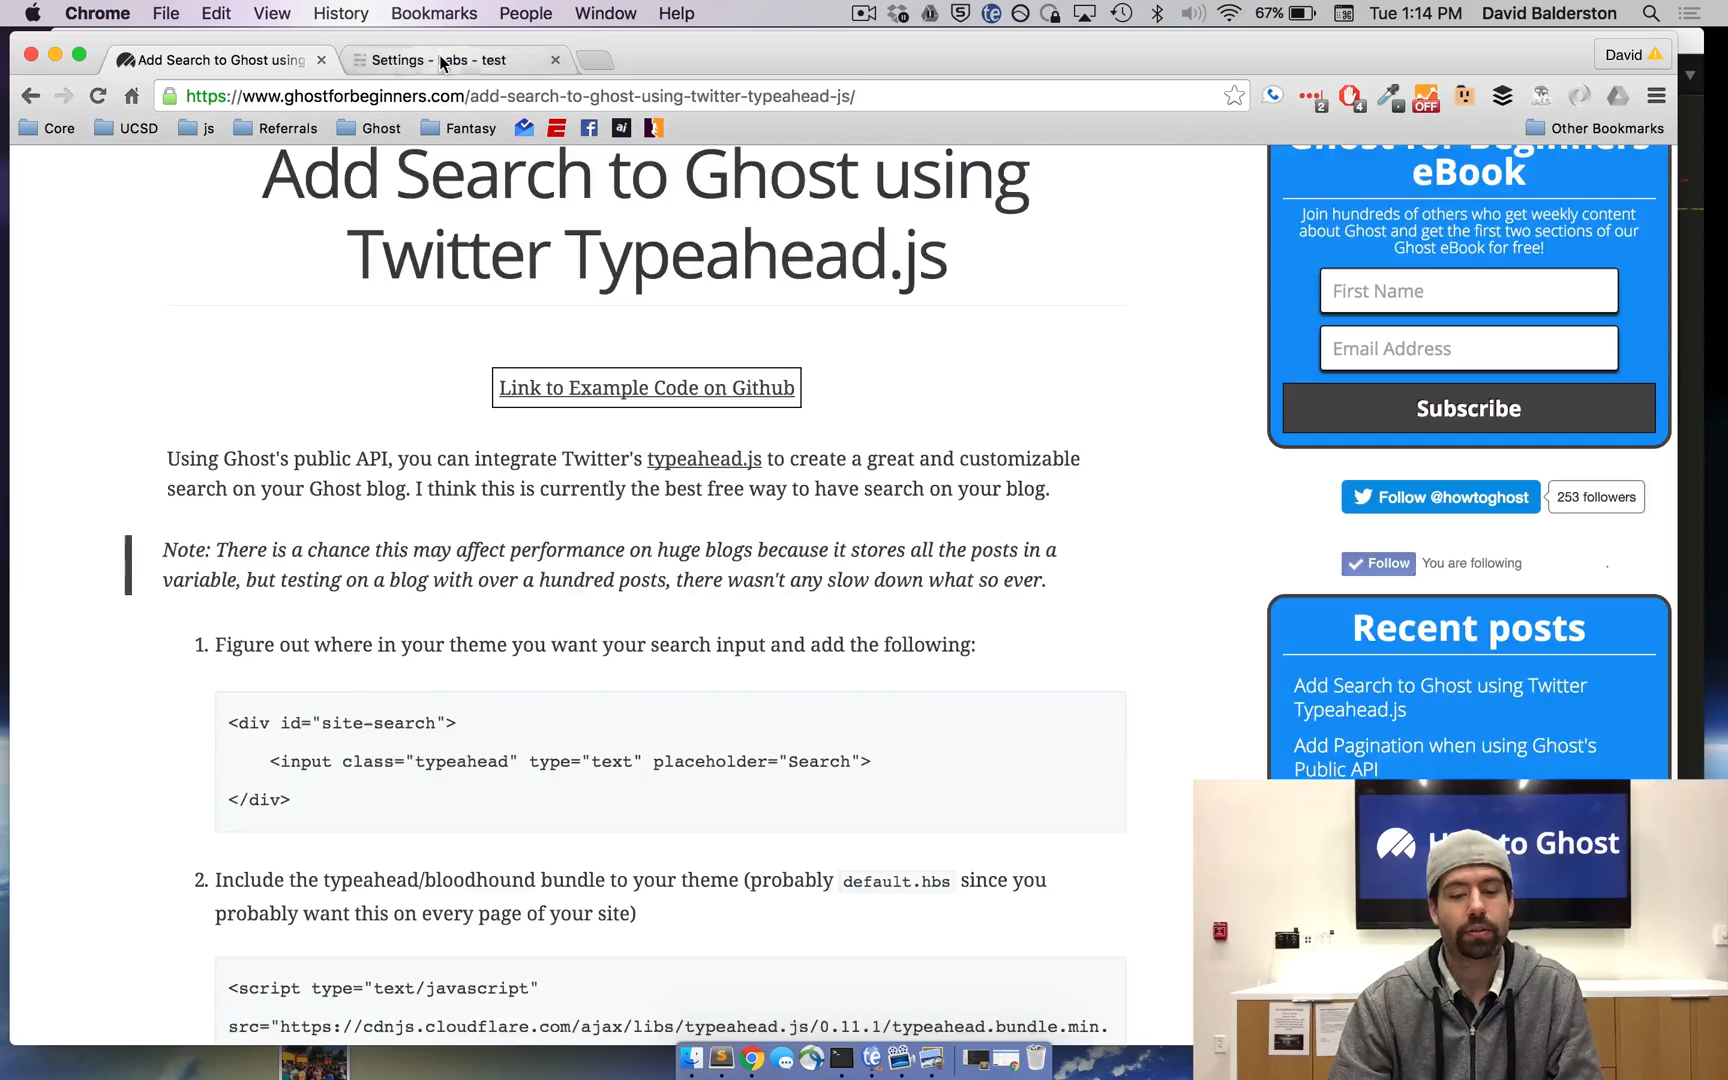 Chrome File Edit View History Bookmarks People Window Help 67% Tue 1:14 PM David Balderston
Add Search to Ghost using Settings - Labs - test David
https://www.ghostforbeginners.com/add-search-to-ghost-using-twitter-typeahead-js/ 2 4 OFF
Core UCSD js Referrals Ghost Fantasy Other Bookmarks
Add Search to Ghost using
Twitter Typeahead.js
Link to Example Code on Github
Using Ghost's public API, you can integrate Twitter's typeahead.js to create a great and customizable
search on your Ghost blog. I think this is currently the best free way to have search on your blog.
Note: There is a chance this may affect performance on huge blogs because it stores all the posts in a
variable, but testing on a blog with over a hundred posts, there wasn't any slow down what so ever.
1. Figure out where in your theme you want your search input and add the following:
<div id="site-search">
<input class="typeahead" type="text" placeholder="Search">
</div>
2. Include the typeahead/bloodhound bundle to your theme (probably default.hbs since you
probably want this on every page of your site)
<script type="text/javascript"
src="https://cdnjs.cloudflare.com/ajax/libs/typeahead.js/0.11.1/typeahead.bundle.min.
Ghost for Beginners
eBook
Join hundreds of others who get weekly content
about Ghost and get the first two sections of our
Ghost eBook for free!
First Name
Email Address
Subscribe
Follow @howtoghost 253 followers
Follow You are following
Recent posts
Add Search to Ghost using Twitter
Typeahead.js
Add Pagination when using Ghost's
Public API
to Ghost